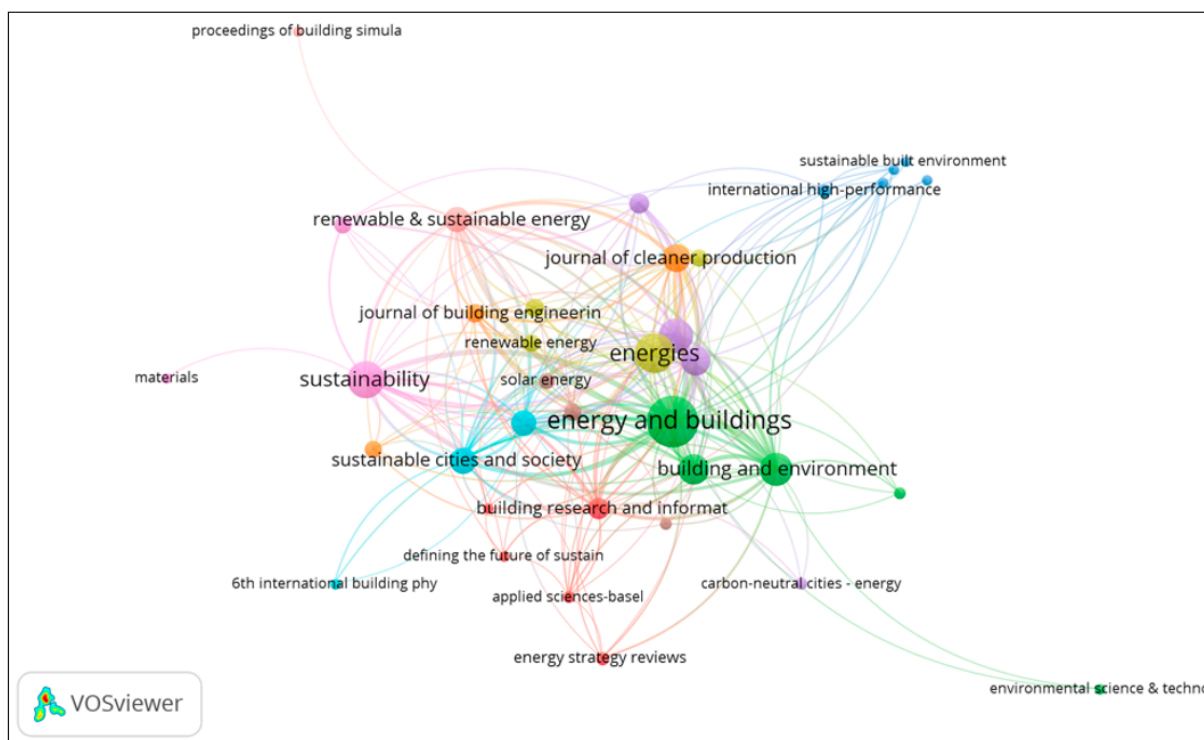 proceedings of building simula
sustainable built environment
international high-performance
renewable & sustainable energy
journal of cleaner production
journal of building engineerin
renewable energy
energies
materials
sustainability
solar energy
energy and buildings
sustainable cities and society
building and environment
building research and informat
defining the future of sustain
6th international building phy
carbon-neutral cities - energy
applied sciences-basel
energy strategy reviews
environmental science & techno
VOSviewer